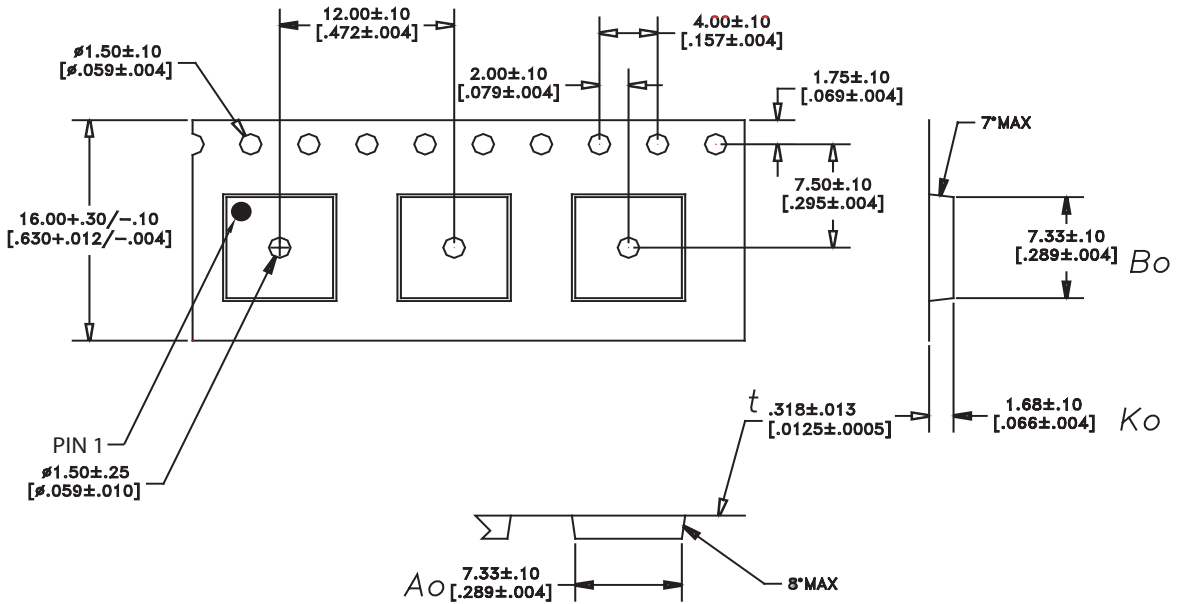 12.00±.10
[.472±.004]
4.00±.10
[.157±.004]
ø1.50±.10
[ø.059±.004]
2.00±.10
[.079±.004]
1.75±.10
[.069±.004]
7°MAX
7.50±.10
[.295±.004]
16.00+.30/-.10
[.630+.012/-.004]
7.33±.10
[.289±.004]
Bo
t
.318±.013
[.0125±.0005]
1.68±.10
[.066±.004]
Ko
PIN 1
ø1.50±.25
[ø.059±.010]
Ao
7.33±.10
[.289±.004]
8°MAX